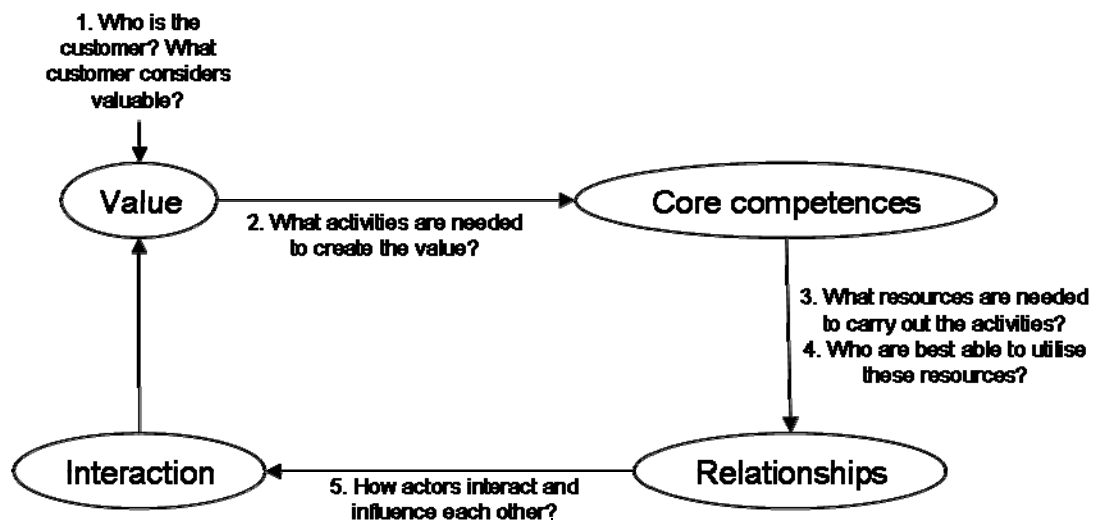 1. Who is the
customer? What
customer considers
valuable?
Value
Core competences
2. What activities are needed
to create the value?
3. What resources are needed
to carry out the activities?
4. Who are best able to utilise
these resources?
Interaction
Relationships
5. How actors interact and
influence each other?